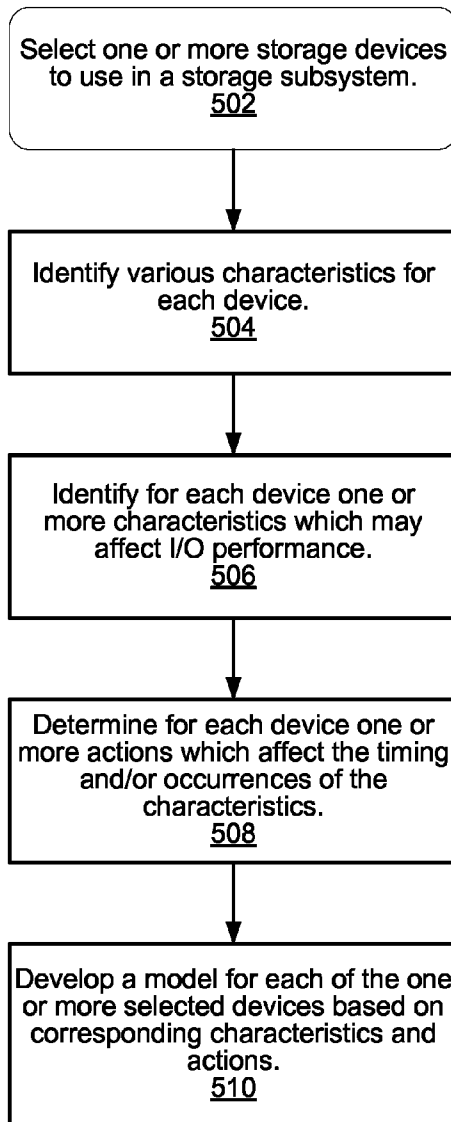 Select one or more storage devices
to use in a storage subsystem.
502
Identify various characteristics for
each device.
504
Identify for each device one or
more characteristics which may
affect I/O performance.
506
Determine for each device one or
more actions which affect the timing
and/or occurrences of the
characteristics.
508
Develop a model for each of the one
or more selected devices based on
corresponding characteristics and
actions.
510